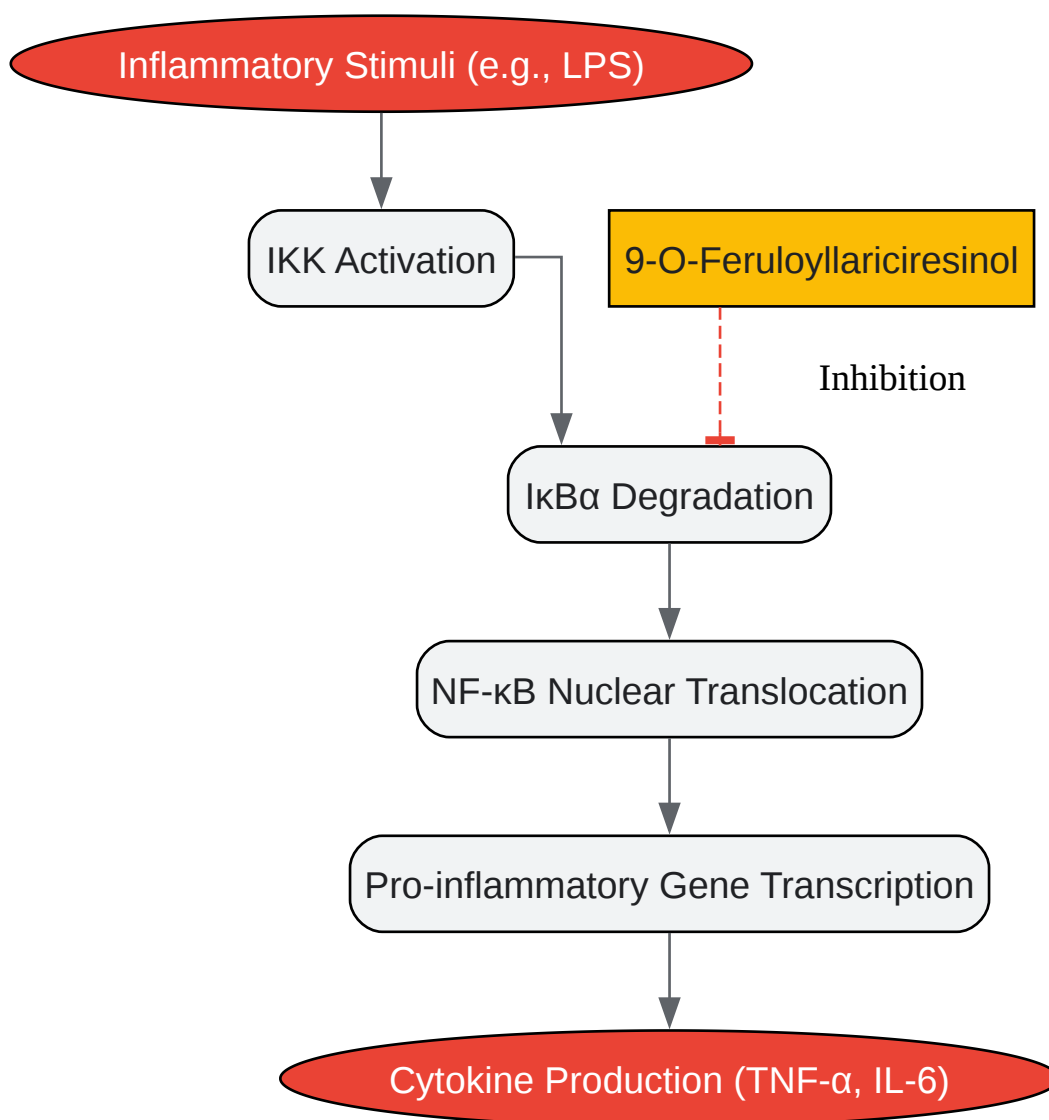 Inflammatory Stimuli (e.g., LPS)
IKK Activation
9-O-Feruloyllariciresinol
Inhibition
IκBα Degradation
NF-κB Nuclear Translocation
Pro-inflammatory Gene Transcription
Cytokine Production (TNF-α, IL-6)